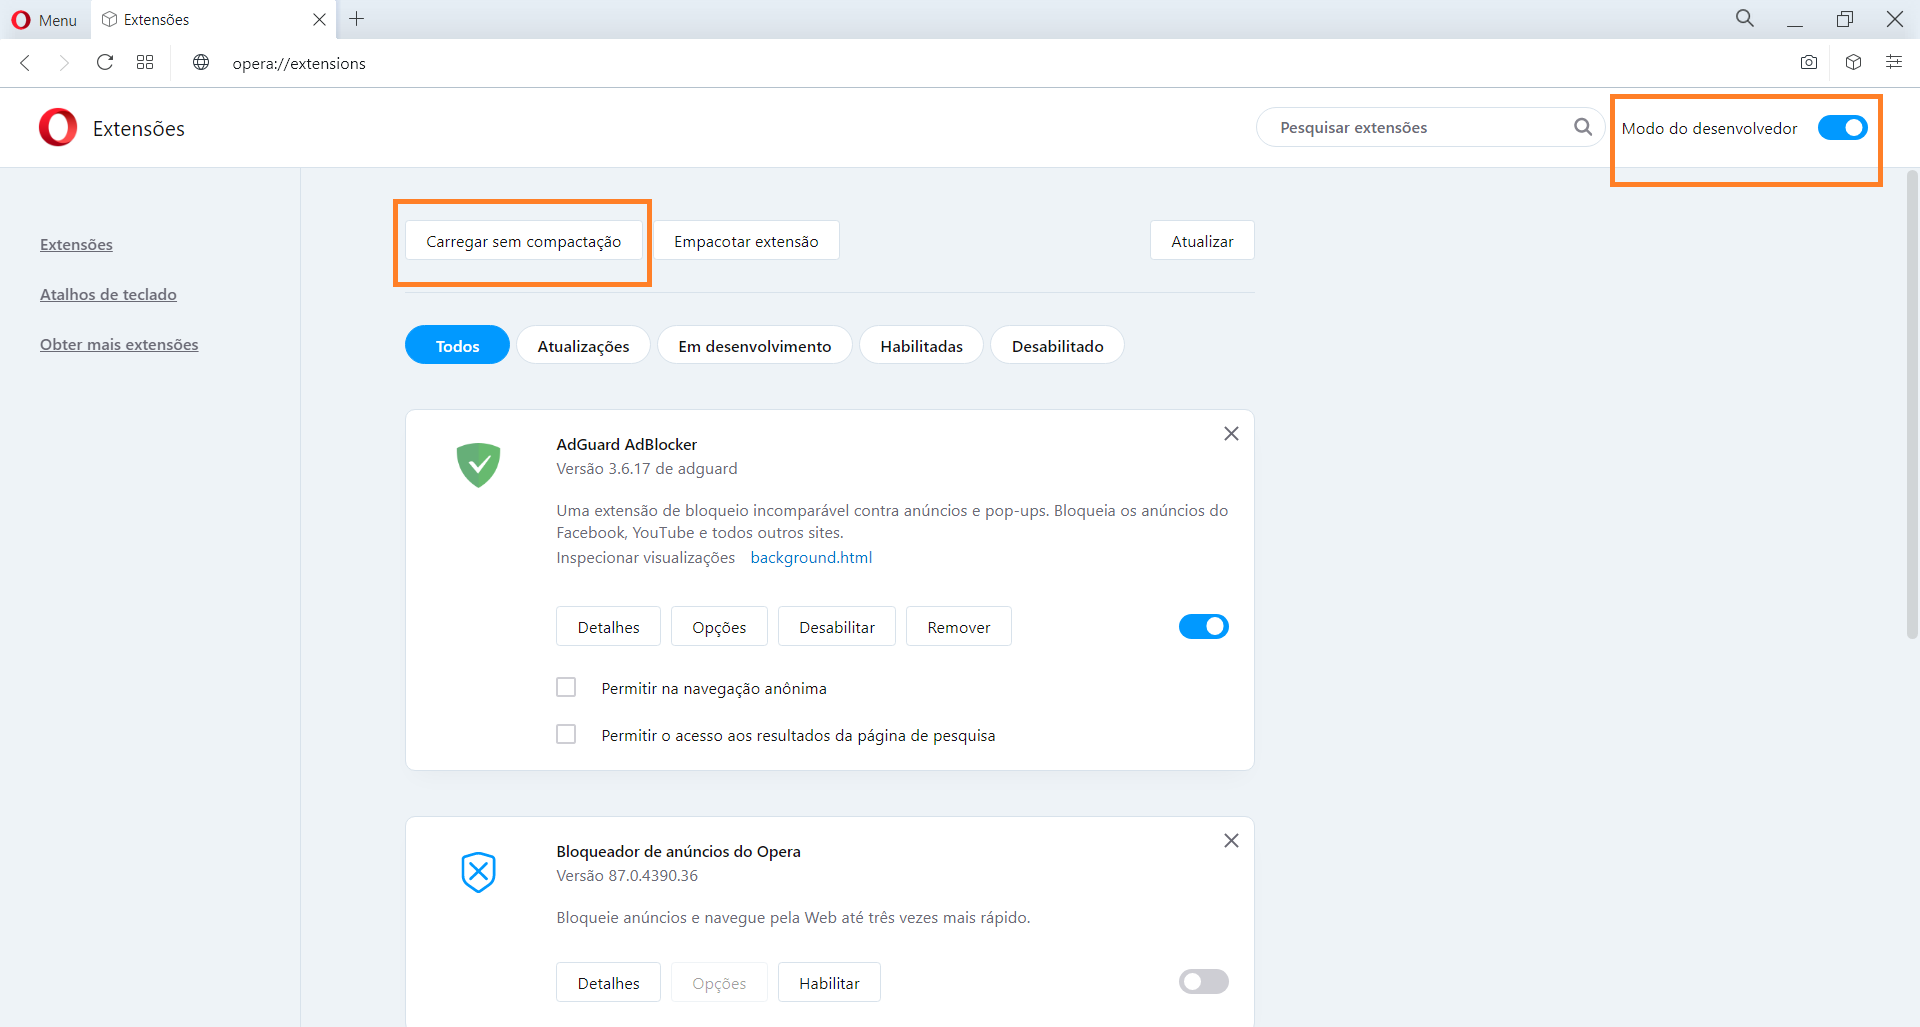 Menu
Extensões
opera://extensions
Extensões
Pesquisar extensões
Modo do desenvolvedor
Extensões
Atalhos de teclado
Obter mais extensões
Carregar sem compactação
Empacotar extensão
Atualizar
Todos
Atualizações
Em desenvolvimento
Habilitadas
Desabilitado
AdGuard AdBlocker
Versão 3.6.17 de adguard
Uma extensão de bloqueio incomparável contra anúncios e pop-ups. Bloqueia os anúncios do
Facebook, YouTube e todos outros sites.
Inspecionar visualizações background.html
Detalhes
Opções
Desabilitar
Remover
Permitir na navegação anônima
Permitir o acesso aos resultados da página de pesquisa
Bloqueador de anúncios do Opera
Versão 87.0.4390.36
Bloqueie anúncios e navegue pela Web até três vezes mais rápido.
Detalhes
Opções
Habilitar